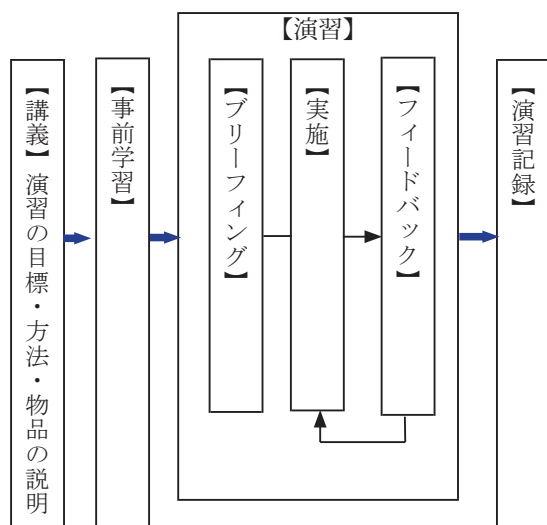 【講義】演習の目標・方法・物品の説明
【事前学習】
【演習】
【ブリーフィング】
【実施】
【フィードバック】
【演習記録】